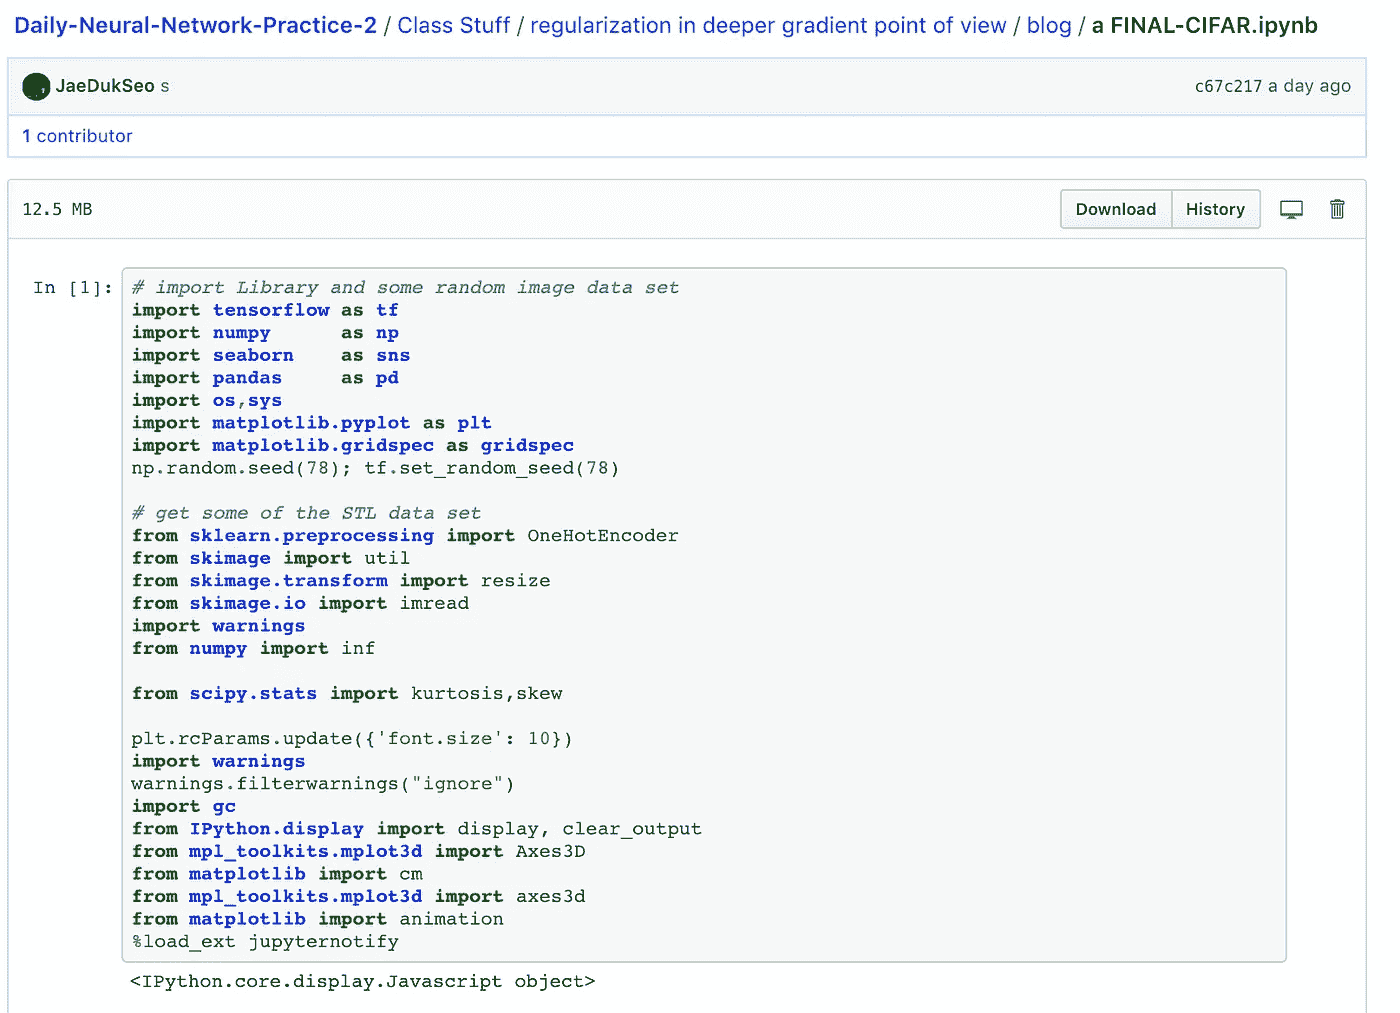 Daily-Neural-Network-Practice-2 / Class Stuff / regularization in deeper gradient point of view / blog / a FINAL-CIFAR.ipynb
JaeDukSeo s c67c217 a day ago
1 contributor
12.5 MB Download History
In [1]: # import Library and some random image data set
import tensorflow as tf
import numpy      as np
import seaborn    as sns
import pandas     as pd
import os,sys
import matplotlib.pyplot as plt
import matplotlib.gridspec as gridspec
np.random.seed(78); tf.set_random_seed(78)
# get some of the STL data set
from sklearn.preprocessing import OneHotEncoder
from skimage import util
from skimage.transform import resize
from skimage.io import imread
import warnings
from numpy import inf
from scipy.stats import kurtosis,skew
plt.rcParams.update({'font.size': 10})
import warnings
warnings.filterwarnings("ignore")
import gc
from IPython.display import display, clear_output
from mpl_toolkits.mplot3d import Axes3D
from matplotlib import cm
from mpl_toolkits.mplot3d import axes3d
from matplotlib import animation
%load_ext jupyternotify
<IPython.core.display.Javascript object>